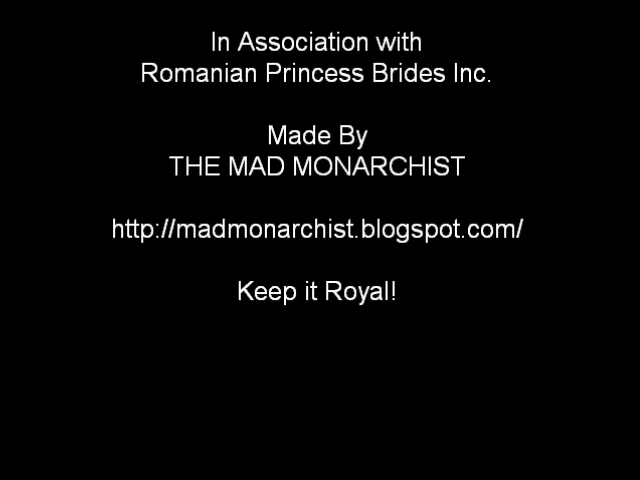 In Association with
Romanian Princess Brides Inc.
Made By
THE MAD MONARCHIST
http://madmonarchist.blogspot.com/
Keep it Royal!